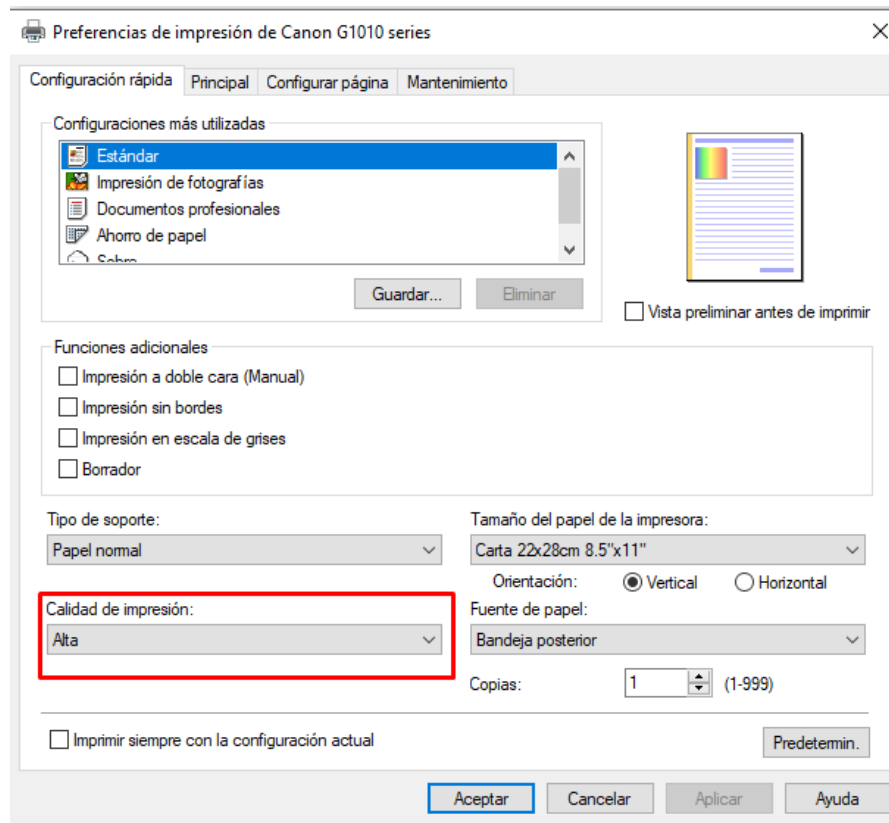 Preferencias de impresión de Canon G1010 series
Configuración rápida Principal Configurar página Mantenimiento
Configuraciones más utilizadas
Estándar
Impresión de fotografías
Documentos profesionales
Ahorro de papel
Sobre
Guardar... Eliminar
Vista preliminar antes de imprimir
Funciones adicionales
Impresión a doble cara (Manual)
Impresión sin bordes
Impresión en escala de grises
Borrador
Tipo de soporte:
Papel normal
Tamaño del papel de la impresora:
Carta 22x28cm 8.5"x11"
Orientación: Vertical Horizontal
Calidad de impresión:
Alta
Fuente de papel:
Bandeja posterior
Copias: 1 (1-999)
Imprimir siempre con la configuración actual
Predetermin.
Aceptar Cancelar Aplicar Ayuda